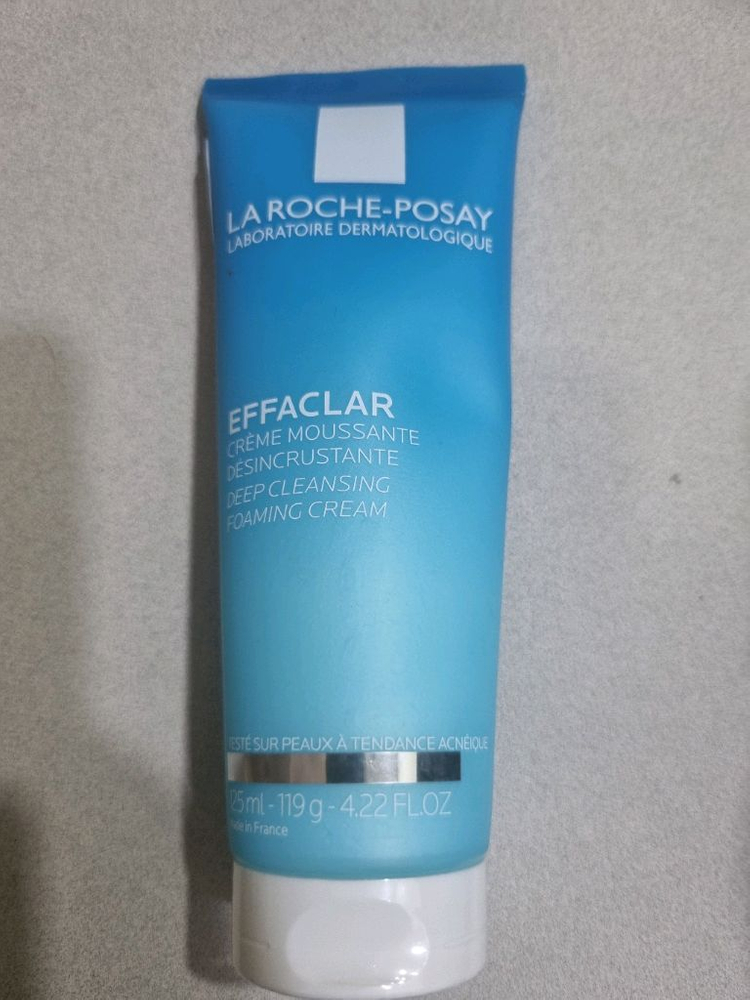 LA ROCHE-POSAY
LABORATOIRE DERMATOLOGIQUE
EFFACLAR
CRÈME MOUSSANTE
DÉSINCRUSTANTE
DEEP CLEANSING
FOAMING CREAM
TESTÉ SUR PEAUX À TENDANCE ACNÉIQUE
125 ml - 119 g - 4.22 FL.OZ
Made in France